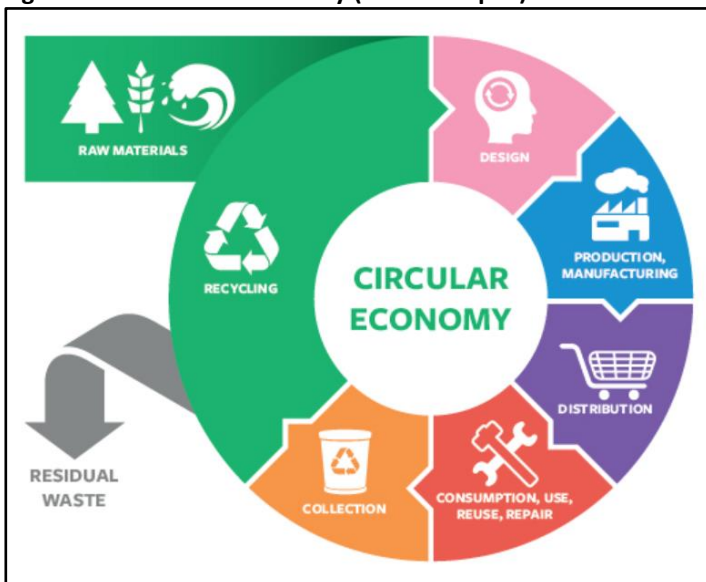 RAW MATERIALS
DESIGN
PRODUCTION,
MANUFACTURING
DISTRIBUTION
CONSUMPTION, USE,
REUSE, REPAIR
COLLECTION
RECYCLING
RESIDUAL
WASTE
CIRCULAR
ECONOMY